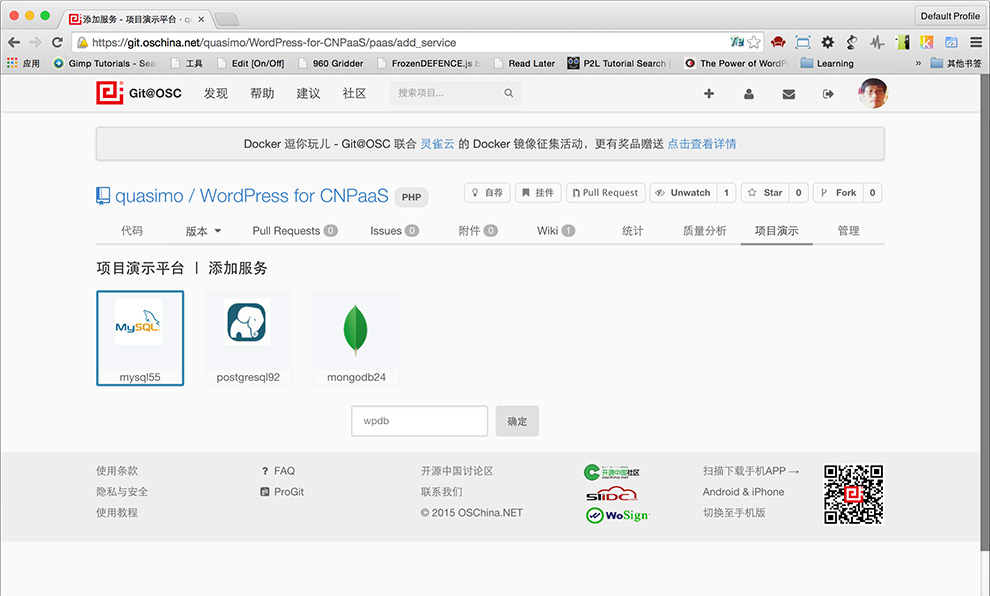 添加服务 - 项目演示平台 · qu
Default Profile
https://git.oschina.net/quasimo/WordPress-for-CNPaaS/paas/add_service
应用 Gimp Tutorials - Sea 工具 Edit [On/Off] 960 Gridder FrozenDEFENCE.js b Read Later P2L Tutorial Search The Power of WordP Learning » 其他书签
Git@OSC 发现 帮助 建议 社区 搜索项目...
Docker 逗你玩儿 - Git@OSC 联合 灵雀云 的 Docker 镜像征集活动，更有奖品赠送 点击查看详情
quasimo / WordPress for CNPaaS PHP 自荐 挂件 Pull Request Unwatch 1 Star 0 Fork 0
代码 版本 Pull Requests 0 Issues 0 附件 0 Wiki 1 统计 质量分析 项目演示 管理
项目演示平台 | 添加服务
MySQL
mysql55 postgresql92 mongodb24
wpdb 确定
使用条款 ? FAQ 开源中国讨论区 开源中国社区 扫描下载手机APP →
oschina.net
隐私与安全 ProGit 联系我们 SIIDC Android & iPhone
使用教程 © 2015 OSChina.NET WoSign 切换至手机版